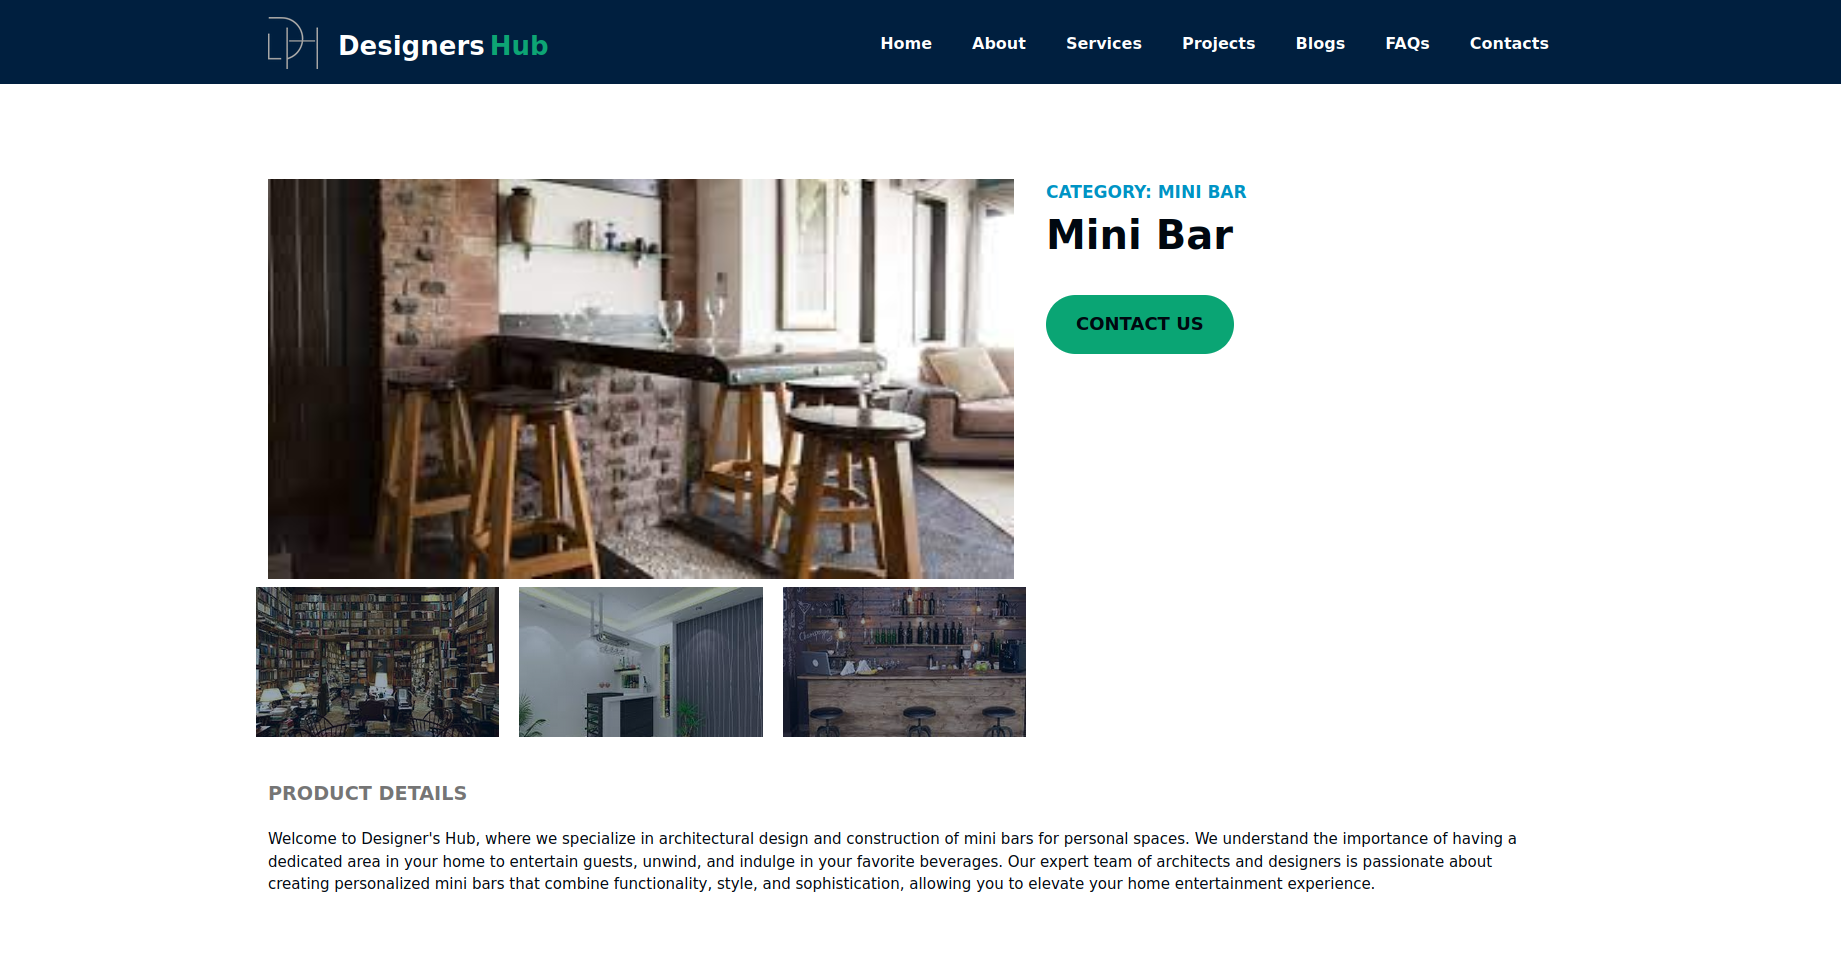 DH
Designers Hub
Home About Services Projects Blogs FAQs Contacts
CATEGORY: MINI BAR
Mini Bar
CONTACT US
PRODUCT DETAILS
Welcome to Designer's Hub, where we specialize in architectural design and construction of mini bars for personal spaces. We understand the importance of having a
dedicated area in your home to entertain guests, unwind, and indulge in your favorite beverages. Our expert team of architects and designers is passionate about
creating personalized mini bars that combine functionality, style, and sophistication, allowing you to elevate your home entertainment experience.